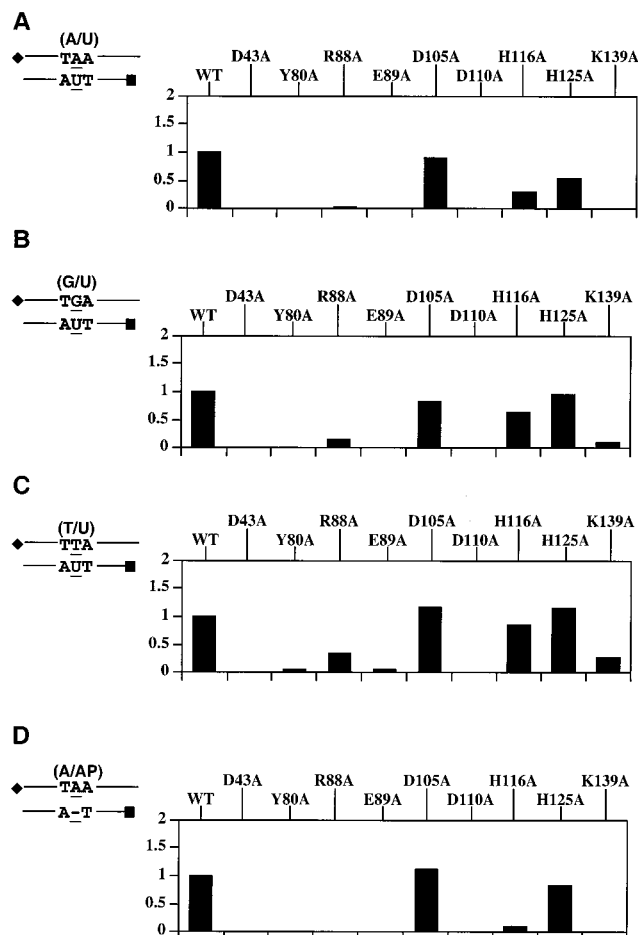 A
(A/U)
TAA
AUT
D43A R88A D105A H116A K139A
WT Y80A E89A D110A H125A
2
1.5
1
0.5
0
B
(G/U)
TGA
AUT
D43A R88A D105A H116A K139A
WT Y80A E89A D110A H125A
2
1.5
1
0.5
0
C
(T/U)
TTA
AUT
D43A R88A D105A H116A K139A
WT Y80A E89A D110A H125A
2
1.5
1
0.5
0
D
(A/AP)
TAA
A-T
D43A R88A D105A H116A K139A
WT Y80A E89A D110A H125A
2
1.5
1
0.5
0